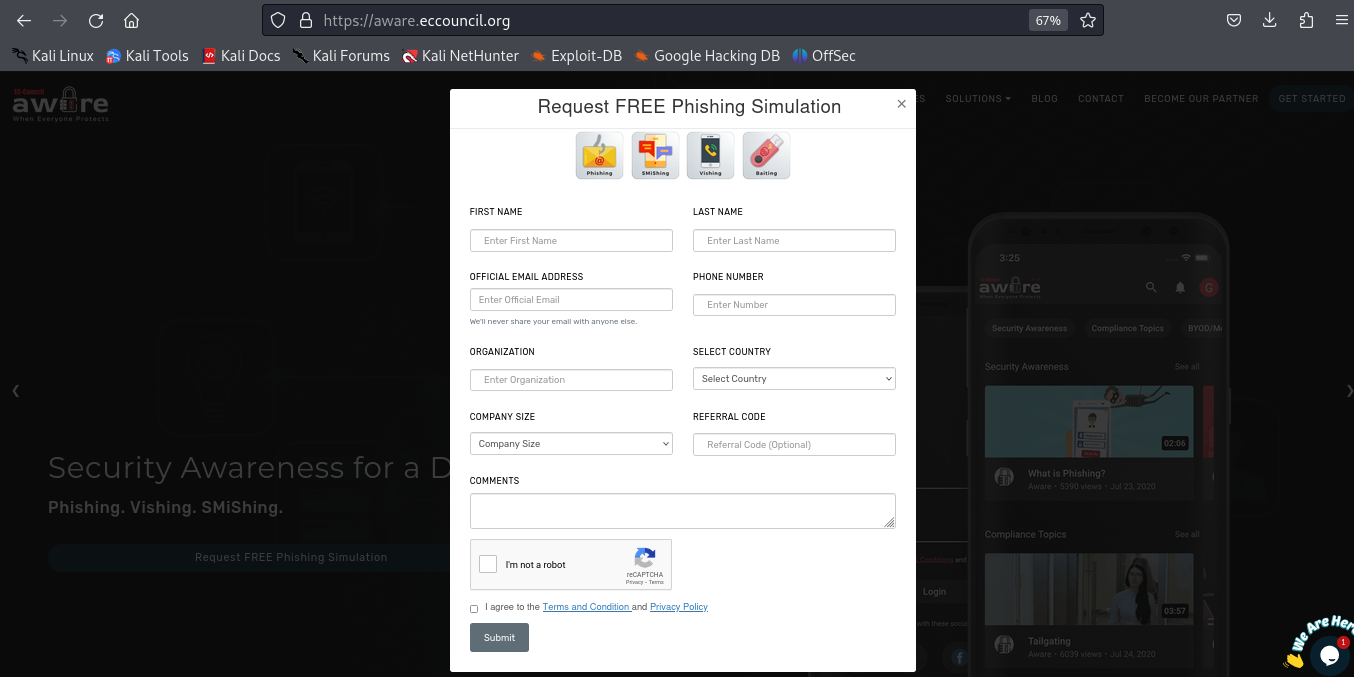 https://aware.eccouncil.org
67%
Kali Linux Kali Tools Kali Docs Kali Forums Kali NetHunter Exploit-DB Google Hacking DB OffSec
aware
When Everyone Protects
SOLUTIONS BLOG CONTACT BECOME OUR PARTNER GET STARTED
Request FREE Phishing Simulation
×
Phishing SMiShing Vishing Baiting
FIRST NAME LAST NAME
Enter First Name Enter Last Name
OFFICIAL EMAIL ADDRESS PHONE NUMBER
Enter Official Email Enter Number
We'll never share your email with anyone else.
ORGANIZATION SELECT COUNTRY
Enter Organization Select Country
COMPANY SIZE REFERRAL CODE
Company Size Referral Code (Optional)
COMMENTS
I'm not a robot
reCAPTCHA
Privacy - Terms
I agree to the Terms and Condition and Privacy Policy
Submit
Security Awareness for a D
Phishing. Vishing. SMiShing.
Request FREE Phishing Simulation
3:25
aware
When Everyone Protects
G
Security Awareness Compliance Topics BYOD/Mo
Security Awareness See all
02:06
What is Phishing?
Aware • 5390 views • Jul 23, 2020
Compliance Topics See all
03:57
Tailgating
Aware • 6039 views • Jul 24, 2020
Conditions and
Login
with these social
We Are Here
1